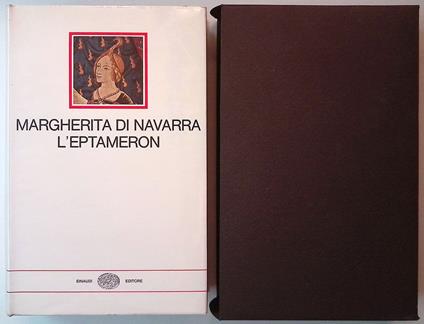 MARGHERITA DI NAVARRA
L'EPTAMERON
EINAUDI EDITORE